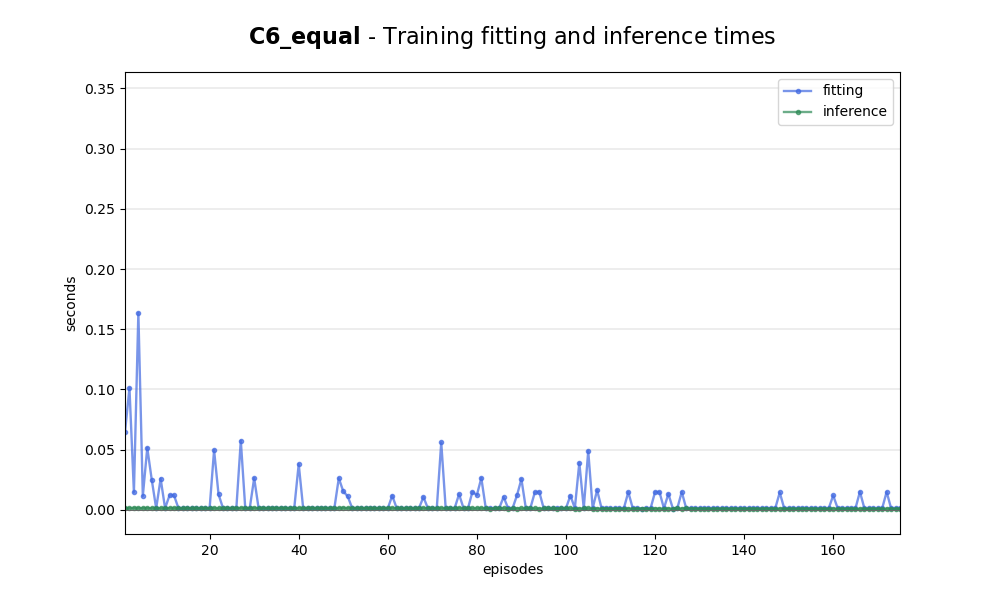 C6_equal - Training fitting and inference times
fitting
inference
0.35
0.30
0.25
0.20
0.15
0.10
0.05
0.00
seconds
20 40 60 80 100 120 140 160
episodes